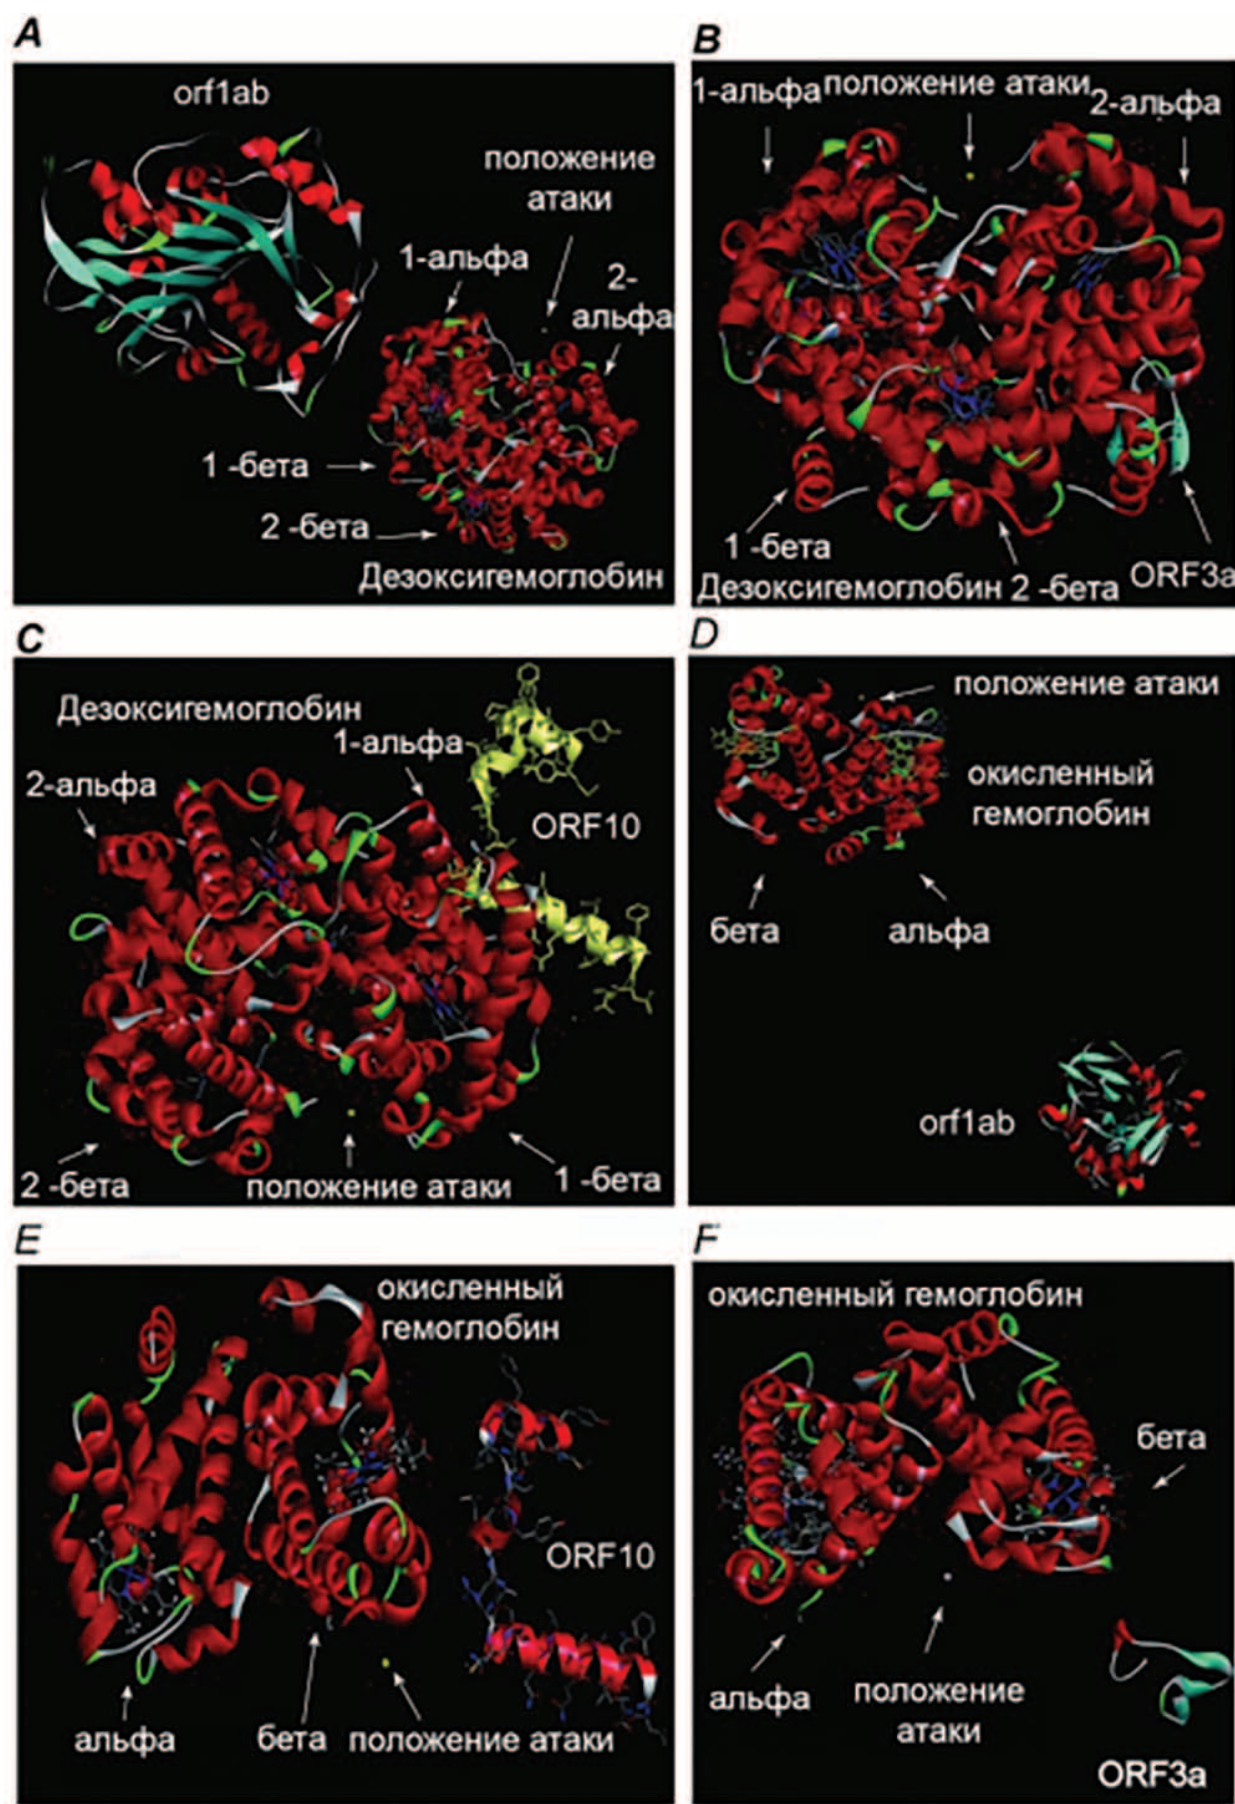 A
orf1ab
положение
атаки
1-альфа
2-
альфа
1 -бета
2 -бета
Дезоксигемоглобин
B
1-альфа положение атаки 2-альфа
1 -бета
Дезоксигемоглобин 2 -бета ORF3a
C
Дезоксигемоглобин
1-альфа
2-альфа
ORF10
2 -бета положение атаки 1 -бета
D
положение атаки
окисленный
гемоглобин
бета альфа
orf1ab
E
окисленный
гемоглобин
ORF10
альфа бета положение атаки
F
окисленный гемоглобин
бета
альфа положение
атаки
ORF3a